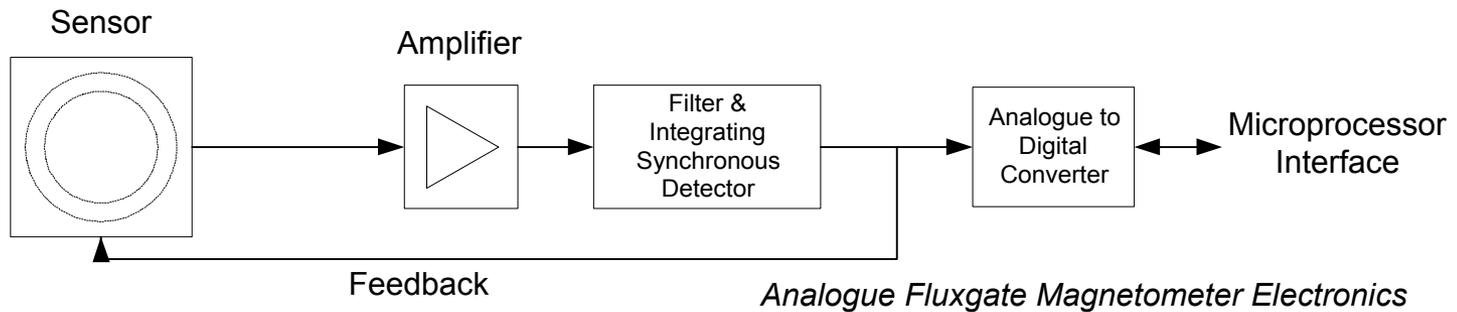 Sensor
Amplifier
Filter &
Integrating
Synchronous
Detector
Analogue to
Digital
Converter
Microprocessor
Interface
Feedback
Analogue Fluxgate Magnetometer Electronics